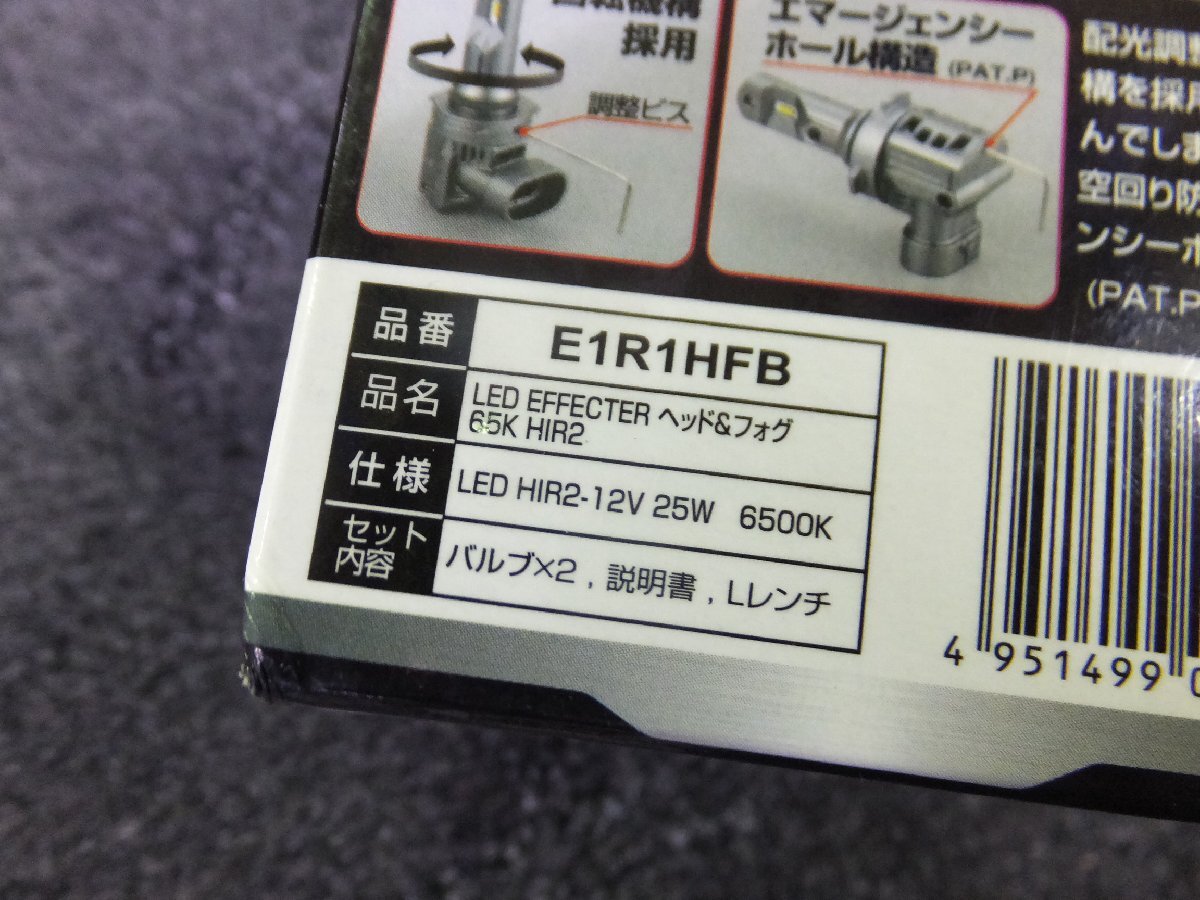 採用
調整ビス
エマージェンシー
ホール構造 (PAT.P)
配光調整
構を採用
んでしま
空回り防
ンシーホ
(PAT.P
品番 E1R1HFB
品名 LED EFFECTER ヘッド&フォグ
65K HIR2
仕様 LED HIR2-12V 25W 6500K
セット
内容 バルブ×2 , 説明書 , Lレンチ
4 951499